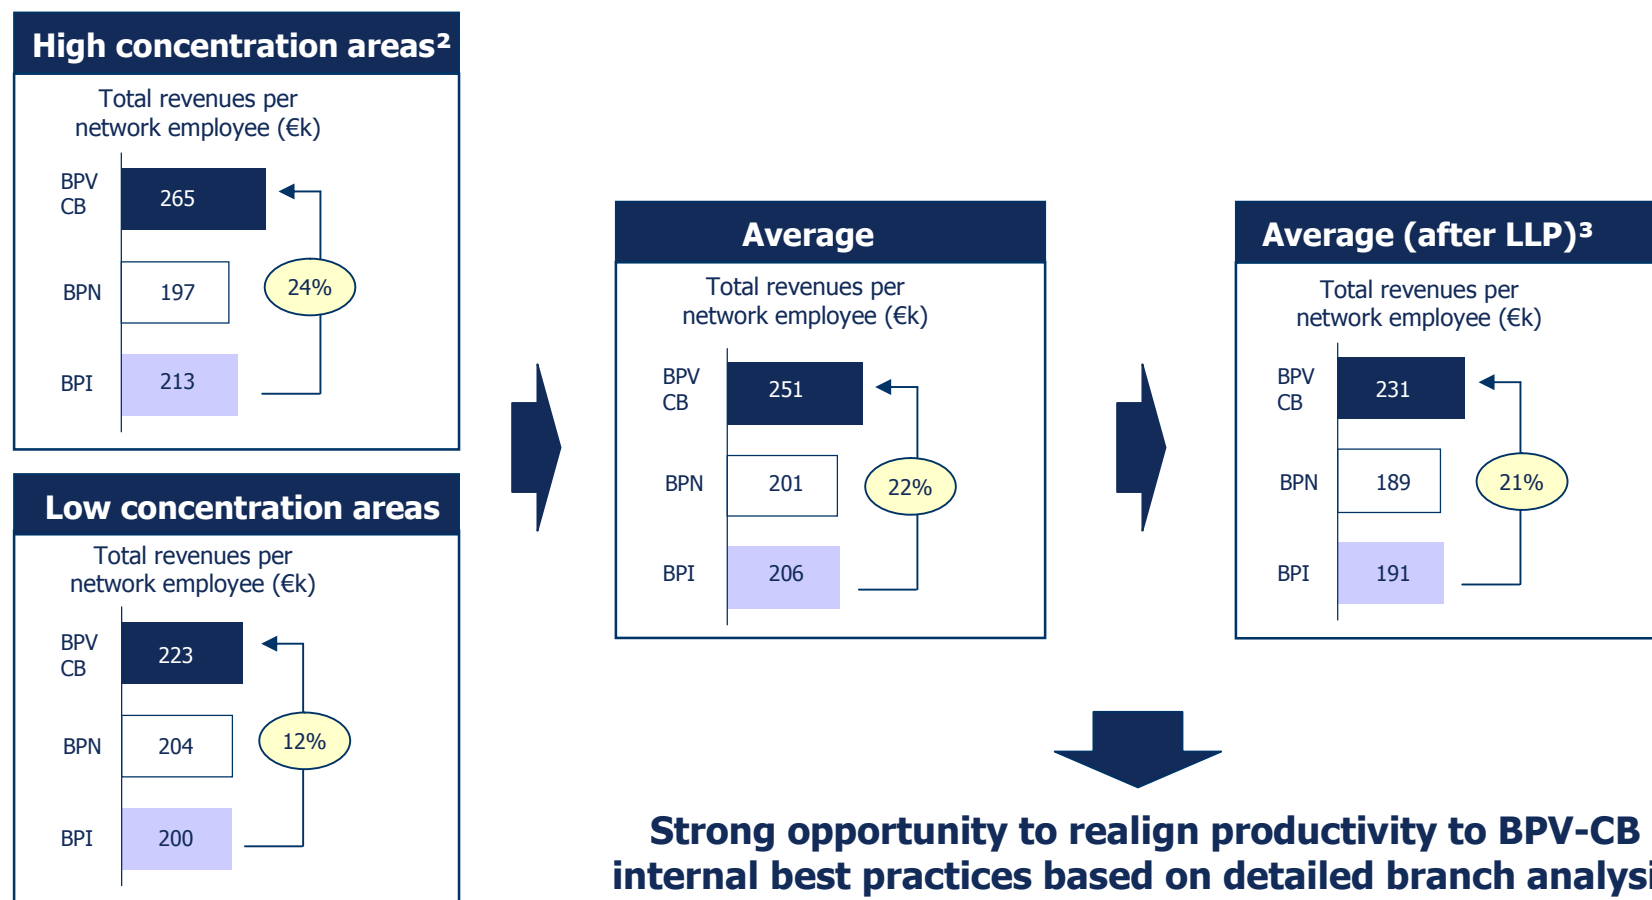 High concentration areas²
Total revenues per
network employee (€k)
BPV
CB
265
BPN
197
24%
BPI
213
Low concentration areas
Total revenues per
network employee (€k)
BPV
CB
223
BPN
204
12%
BPI
200
Average
Total revenues per
network employee (€k)
BPV
CB
251
BPN
201
22%
BPI
206
Average (after LLP)³
Total revenues per
network employee (€k)
BPV
CB
231
BPN
189
21%
BPI
191
Strong opportunity to realign productivity to BPV-CB
internal best practices based on detailed branch analysi